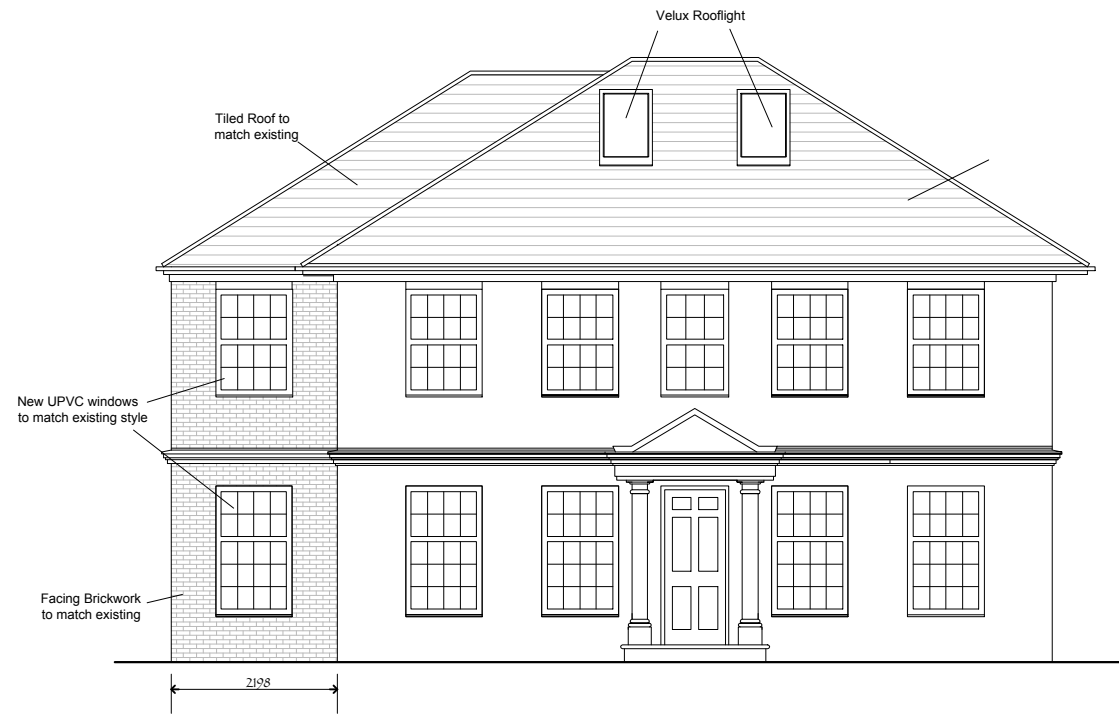 Velux Rooflight
Tiled Roof to
match existing
New UPVC windows
to match existing style
Facing Brickwork
to match existing
2198